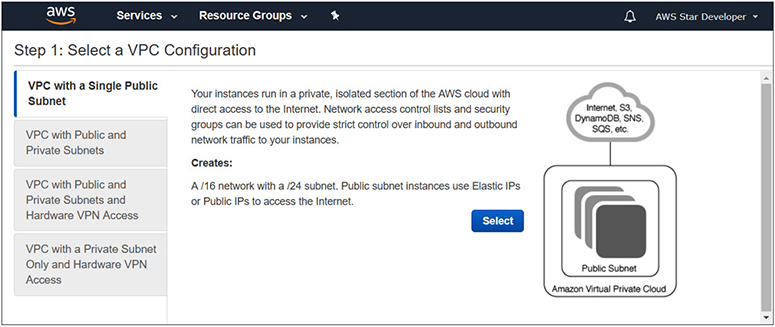 aws Services Resource Groups AWS Star Developer
Step 1: Select a VPC Configuration
VPC with a Single Public
Subnet
VPC with Public and
Private Subnets
VPC with Public and
Private Subnets and
Hardware VPN Access
VPC with a Private Subnet
Only and Hardware VPN
Access
Your instances run in a private, isolated section of the AWS cloud with
direct access to the Internet. Network access control lists and security
groups can be used to provide strict control over inbound and outbound
network traffic to your instances.
Creates:
A /16 network with a /24 subnet. Public subnet instances use Elastic IPs
or Public IPs to access the Internet.
Select
Internet, S3,
DynamoDB, SNS,
SQS, etc.
Public Subnet
Amazon Virtual Private Cloud